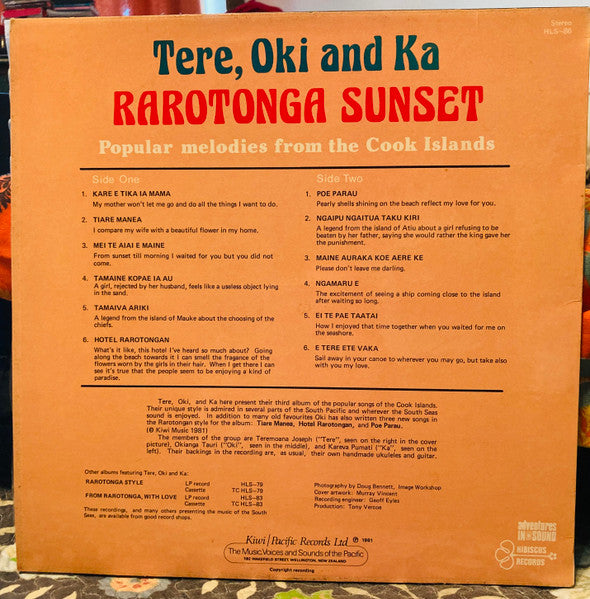 Stereo
HLS-86
Tere, Oki and Ka
RAROTONGA SUNSET
Popular melodies from the Cook Islands
Side One
1. KARE E TIKA IA MAMA
My mother won't let me go and do all the things I want to do.
2. TIARE MANEA
I compare my wife with a beautiful flower in my home.
3. MEI TE AIAI E MAINE
From sunset till morning I waited for you but you did not
come.
4. TAMAINE KOPAE IA AU
A girl, rejected by her husband, feels like a useless object lying
in the sand.
5. TAMAIVA ARIKI
A legend from the island of Mauke about the choosing of the
chiefs.
6. HOTEL RAROTONGAN
What's it like, this hotel I've heard so much about? Going
along the beach towards it I can smell the fragrance of the
flowers worn by the girls in their hair. When I get there I can
see it's true that the people seem to be enjoying a kind of
paradise.
Side Two
1. POE PARAU
Pearly shells shining on the beach reflect my love for you.
2. NGAIPU NGAITUA TAKU KIRI
A legend from the island of Atiu about a girl refusing to be
beaten by her father, saying she would rather the king gave her
the punishment.
3. MAINE AURAKA KOE AERE KE
Please don't leave me darling.
4. NGAMARU E
The excitement of seeing a ship coming close to the island
after waiting so long.
5. EI TE PAE TAATAI
How I enjoyed that time together when you waited for me on
the seashore.
6. E TERE ETE VAKA
Sail away in your canoe to wherever you may go, but take also
with you my love.
Tere, Oki, and Ka here present their third album of the popular songs of the Cook Islands.
Their unique style is admired in several parts of the South Pacific and wherever the South Seas
sound is enjoyed. In addition to many old favourites Oki has also written three new songs in
the Rarotongan style for the album: Tiare Manea, Hotel Rarotongan, and Poe Parau.
(© Kiwi Music 1981)
The members of the group are Teremoana Joseph ("Tere", seen on the right in the cover
picture), Okianga Tauri ("Oki", seen in the middle), and Kareva Pumati ("Ka", seen on the
left). Their backings in the recording are, as usual, their own handmade ukuleles and guitar.
Other albums featuring Tere, Oki and Ka:
RAROTONGA STYLE LP record HLS-79
Cassette TC HLS-79
FROM RAROTONGA, WITH LOVE LP record HLS-83
Cassette TC HLS-83
These recordings, and many others presenting the music of the South
Seas, are available from good record shops.
Photography by Doug Bennett, Image Workshop
Cover artwork: Murray Vincent
Recording engineer: Geoff Eyles
Production: Tony Vercoe
Kiwi/Pacific Records Ltd ℗ 1981
The Music, Voices and Sounds of the Pacific
182 WAKEFIELD STREET, WELLINGTON, NEW ZEALAND
Copyright recording
adventures
IN SOUND
HIBISCUS
RECORDS